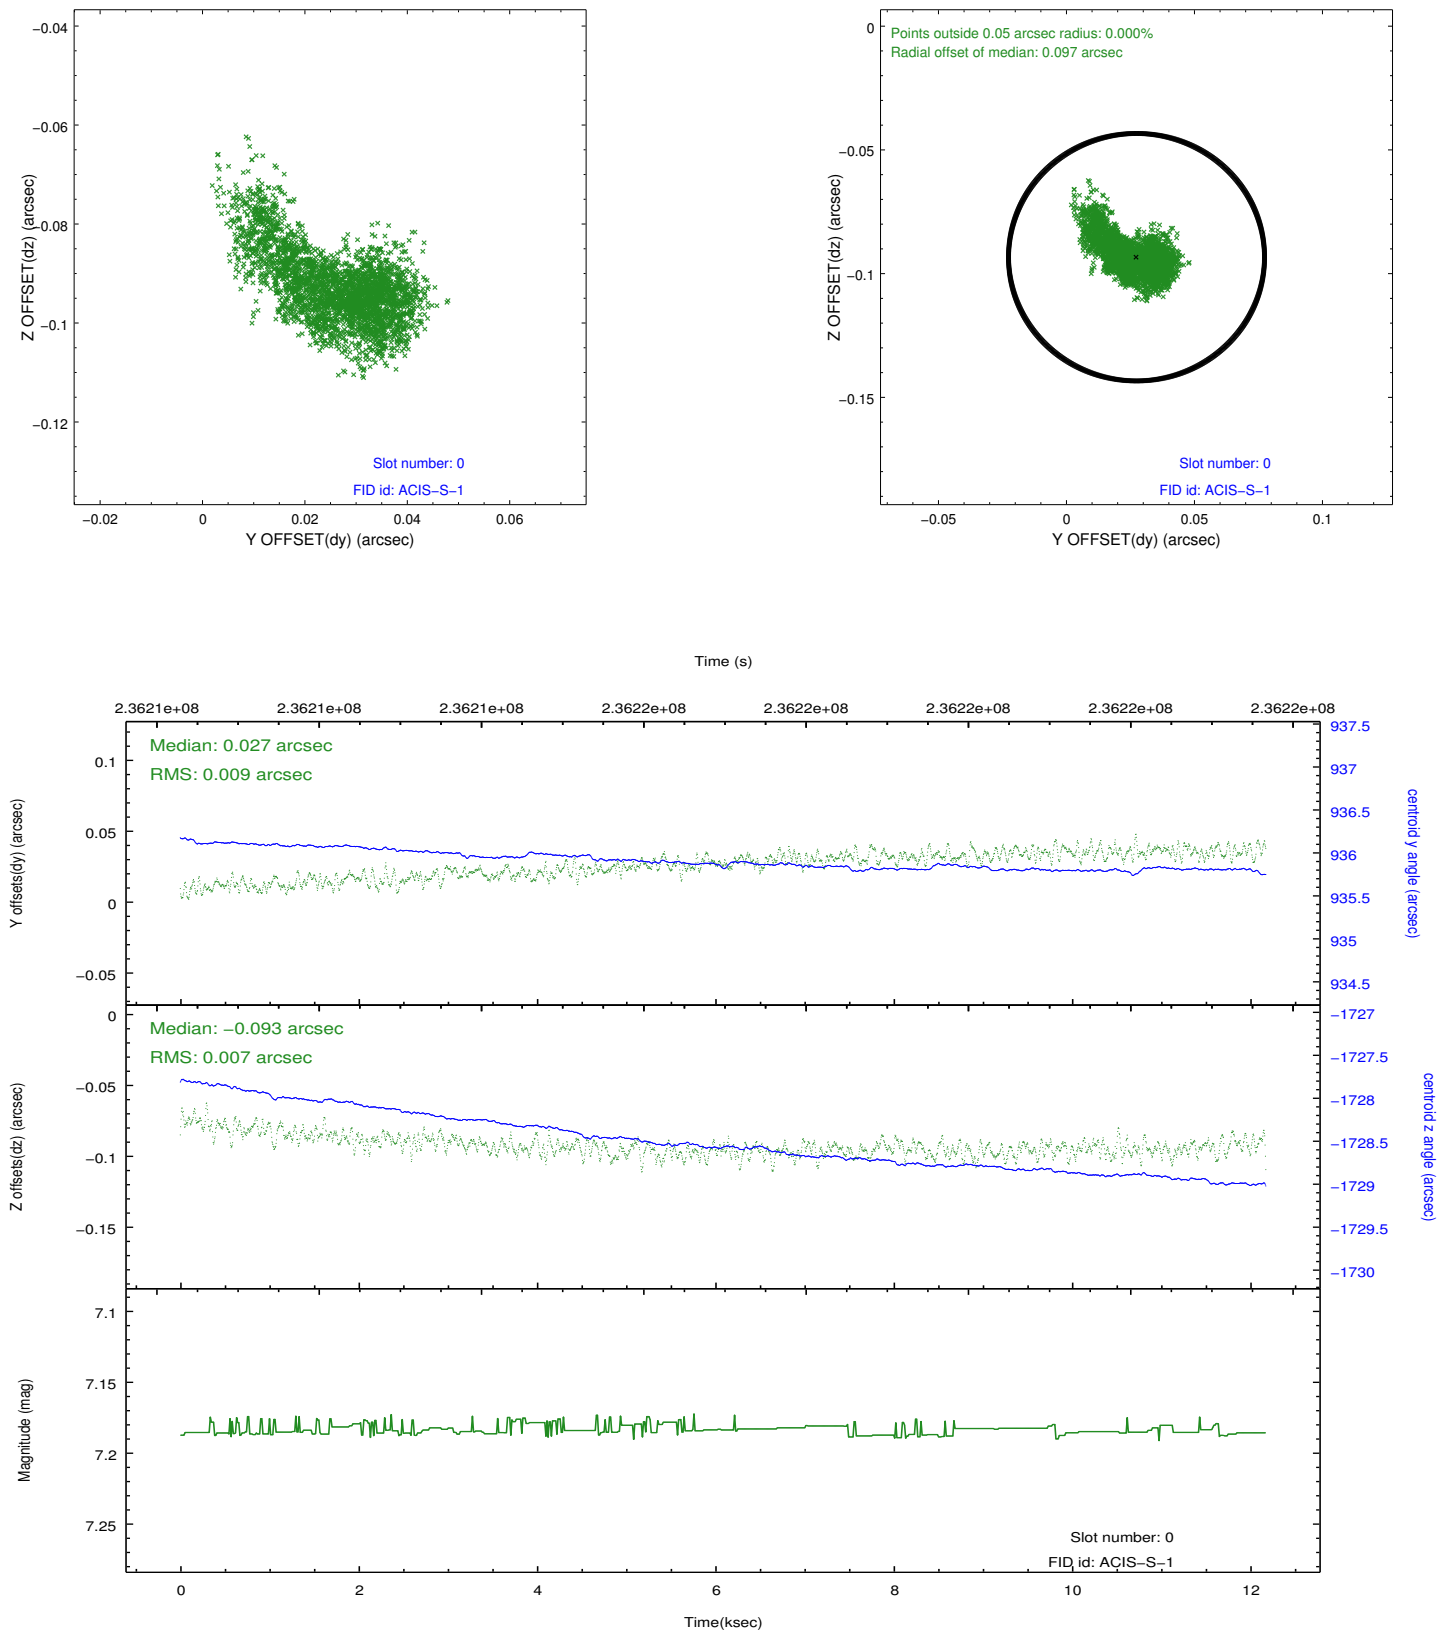 −0.04
−0.06
−0.08
−0.1
−0.12
Z OFFSET(dz) (arcsec)
Slot number: 0
FID id: ACIS−S−1
−0.02 0 0.02 0.04 0.06
Y OFFSET(dy) (arcsec)
Points outside 0.05 arcsec radius: 0.000%
Radial offset of median: 0.097 arcsec
0
−0.05
−0.1
−0.15
Z OFFSET(dz) (arcsec)
Slot number: 0
FID id: ACIS−S−1
−0.05 0 0.05 0.1
Y OFFSET(dy) (arcsec)
Time (s)
2.3621e+08 2.3621e+08 2.3621e+08 2.3622e+08 2.3622e+08 2.3622e+08 2.3622e+08 2.3622e+08
Median: 0.027 arcsec
RMS: 0.009 arcsec
0.1
0.05
0
−0.05
Y offsets(dy) (arcsec)
937.5
937
936.5
936
935.5
935
934.5
centroid y angle (arcsec)
Median: −0.093 arcsec
RMS: 0.007 arcsec
0
−0.05
−0.1
−0.15
Z offsets(dz) (arcsec)
−1727
−1727.5
−1728
−1728.5
−1729
−1729.5
−1730
centroid z angle (arcsec)
7.1
7.15
7.2
7.25
Magnitude (mag)
Slot number: 0
FID id: ACIS−S−1
0 2 4 6 8 10 12
Time(ksec)